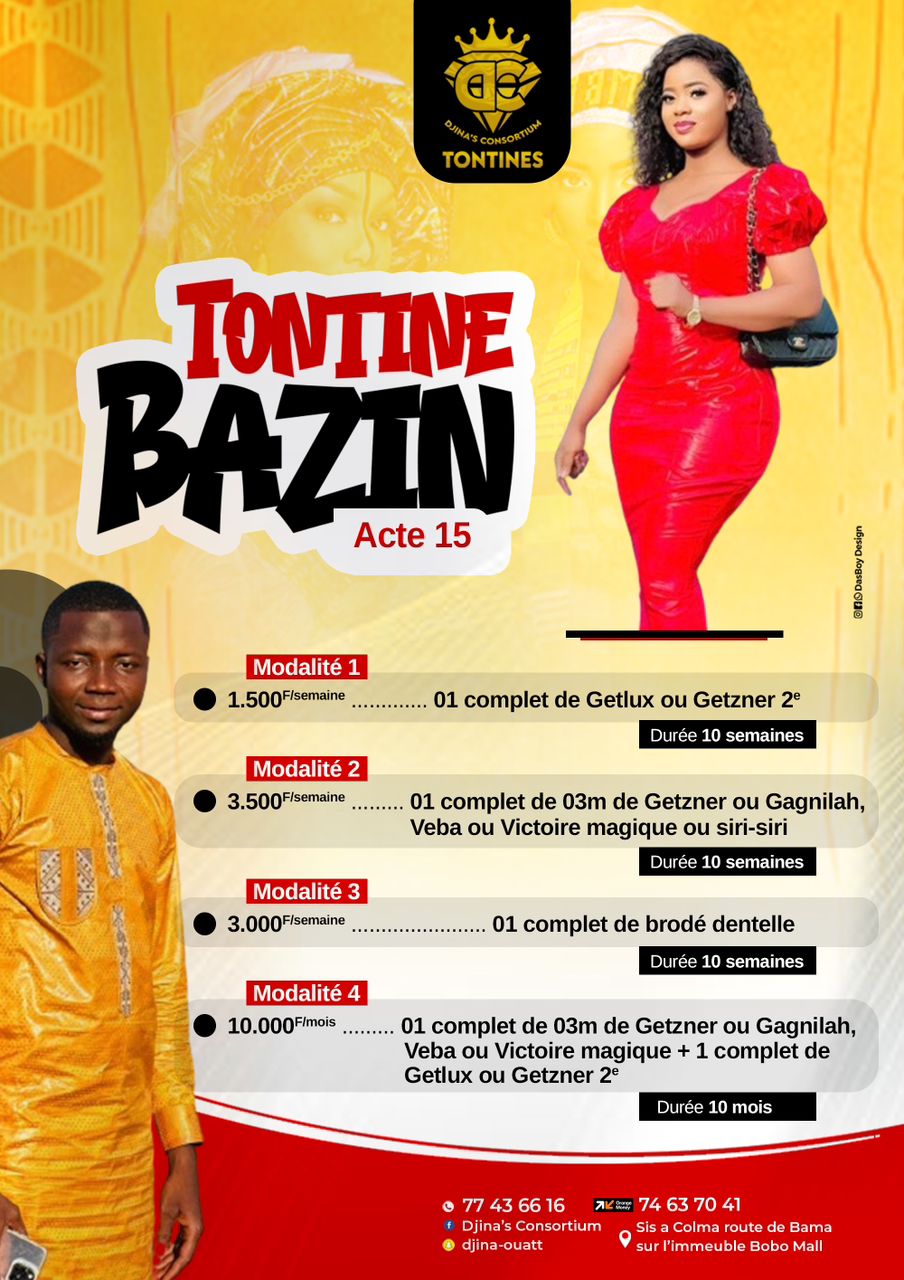 DJINA'S CONSORTIUM
TONTINES
TONTINE
BAZIN
Acte 15
DasBoy Design
Modalité 1
1.500F/semaine ............. 01 complet de Getlux ou Getzner 2e
Durée 10 semaines
Modalité 2
3.500F/semaine ......... 01 complet de 03m de Getzner ou Gagnilah,
Veba ou Victoire magique ou siri-siri
Durée 10 semaines
Modalité 3
3.000F/semaine ....................... 01 complet de brodé dentelle
Durée 10 semaines
Modalité 4
10.000F/mois ......... 01 complet de 03m de Getzner ou Gagnilah,
Veba ou Victoire magique + 1 complet de
Getlux ou Getzner 2e
Durée 10 mois
77 43 66 16 Orange Money 74 63 70 41
Djina's Consortium
djina-ouatt
Sis a Colma route de Bama
sur l'immeuble Bobo Mall